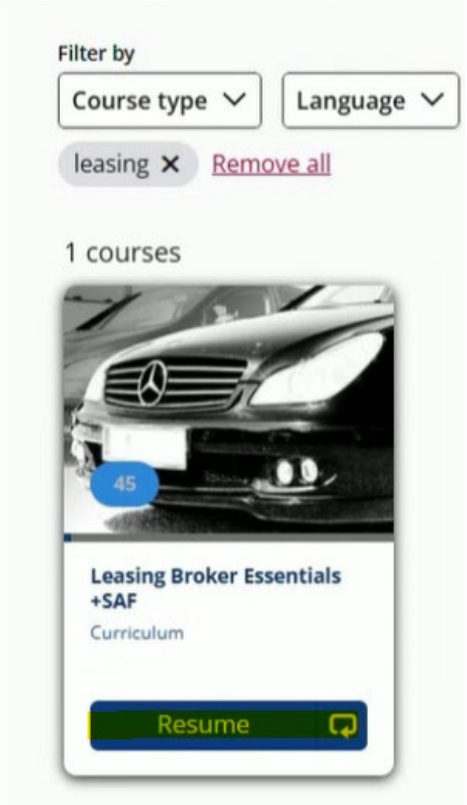 Filter by
Course type
Language
leasing
Remove all
1 courses
45
Leasing Broker Essentials
+SAF
Curriculum
Resume